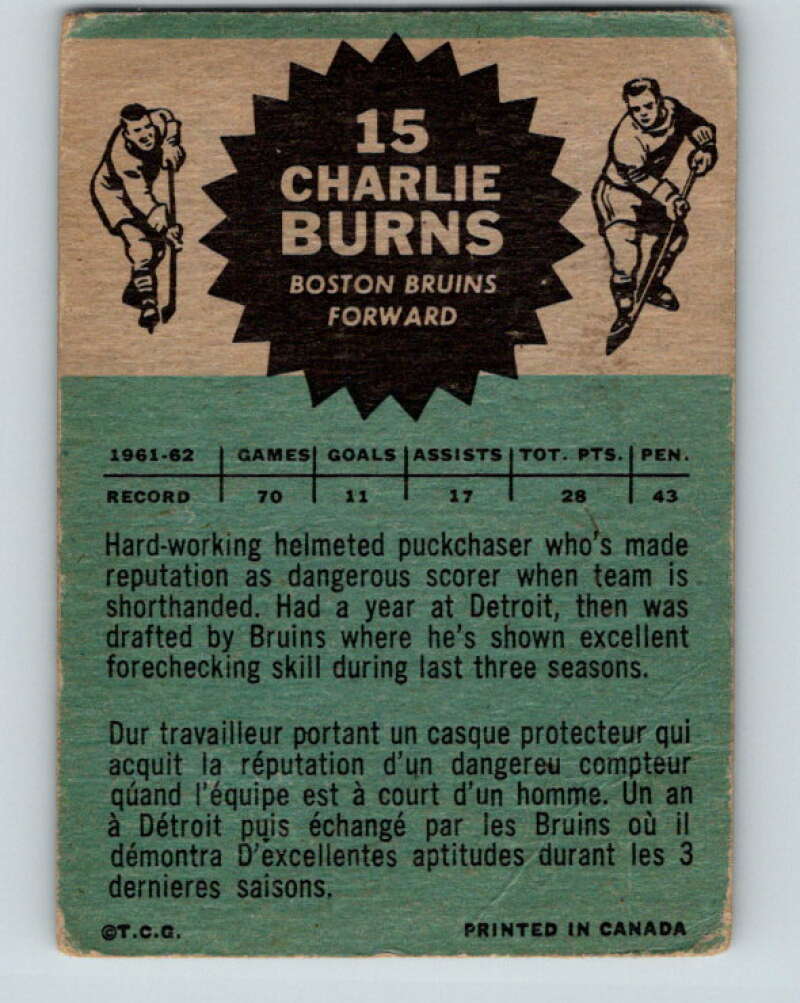 15
CHARLIE
BURNS
BOSTON BRUINS
FORWARD
1961-62 GAMES GOALS ASSISTS TOT. PTS. PEN.
RECORD 70 11 17 28 43
Hard-working helmeted puckchaser who's made
reputation as dangerous scorer when team is
shorthanded. Had a year at Detroit, then was
drafted by Bruins where he's shown excellent
forechecking skill during last three seasons.
Dur travailleur portant un casque protecteur qui
acquit la réputation d'un dangereu compteur
qúand l'équipe est à court d'un homme. Un an
à Détroit puis échangé par les Bruins où il
démontra D'excellentes aptitudes durant les 3
dernieres saisons.
©T.C.G. PRINTED IN CANADA